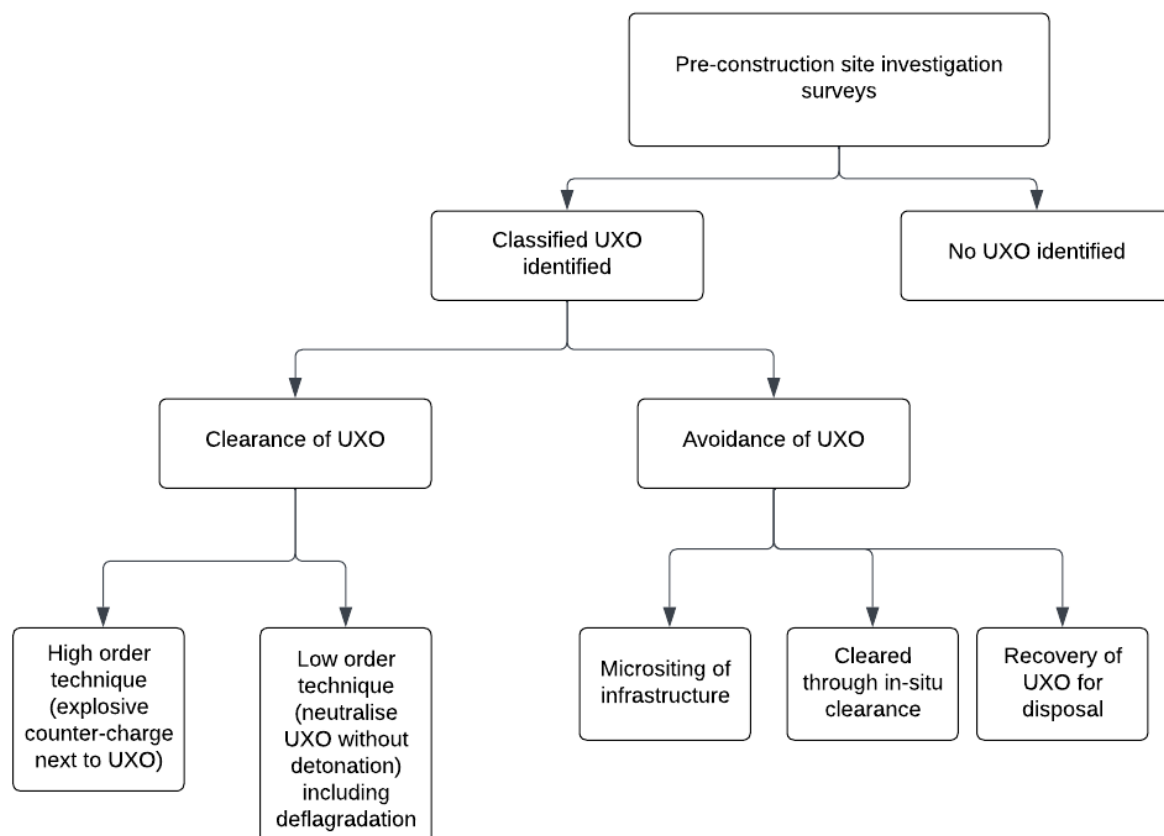 Pre-construction site investigation
surveys
Classified UXO
identified
No UXO identified
Clearance of UXO
Avoidance of UXO
High order
technique
(explosive
counter-charge
next to UXO)
Low order
technique
(neutralise
UXO without
detonation)
including
deflagradation
Micrositing of
infrastructure
Cleared
through in-situ
clearance
Recovery of
UXO for
disposal